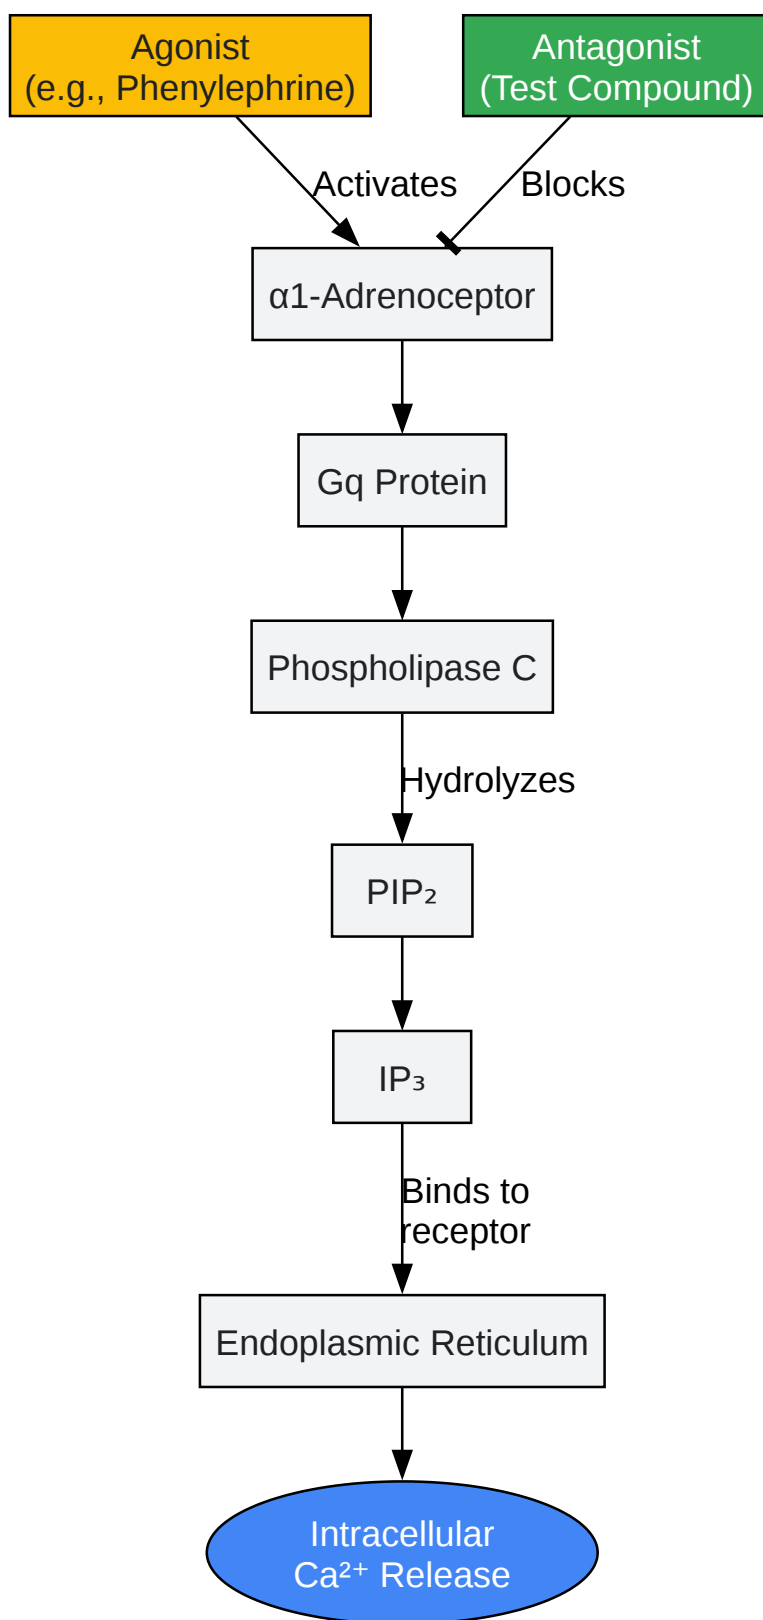 Agonist
(e.g., Phenylephrine)
Antagonist
(Test Compound)
Activates
Blocks
α1-Adrenoceptor
Gq Protein
Phospholipase C
Hydrolyzes
PIP₂
IP₃
Binds to
receptor
Endoplasmic Reticulum
Intracellular
Ca²⁺ Release